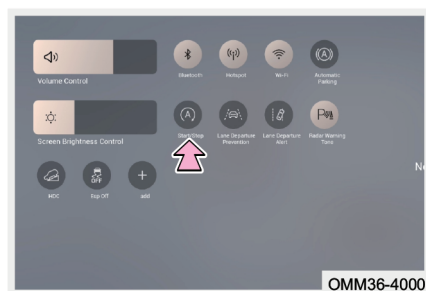 Volume Control
Bluetooth
Hotspot
Wi-Fi
Automatic
Parking
Screen Brightness Control
Start/Stop
Lane Departure
Prevention
Lane Departure
Alert
Radar Warning
Tone
HDC
Esp Off
add
OFF
OMM36-4000